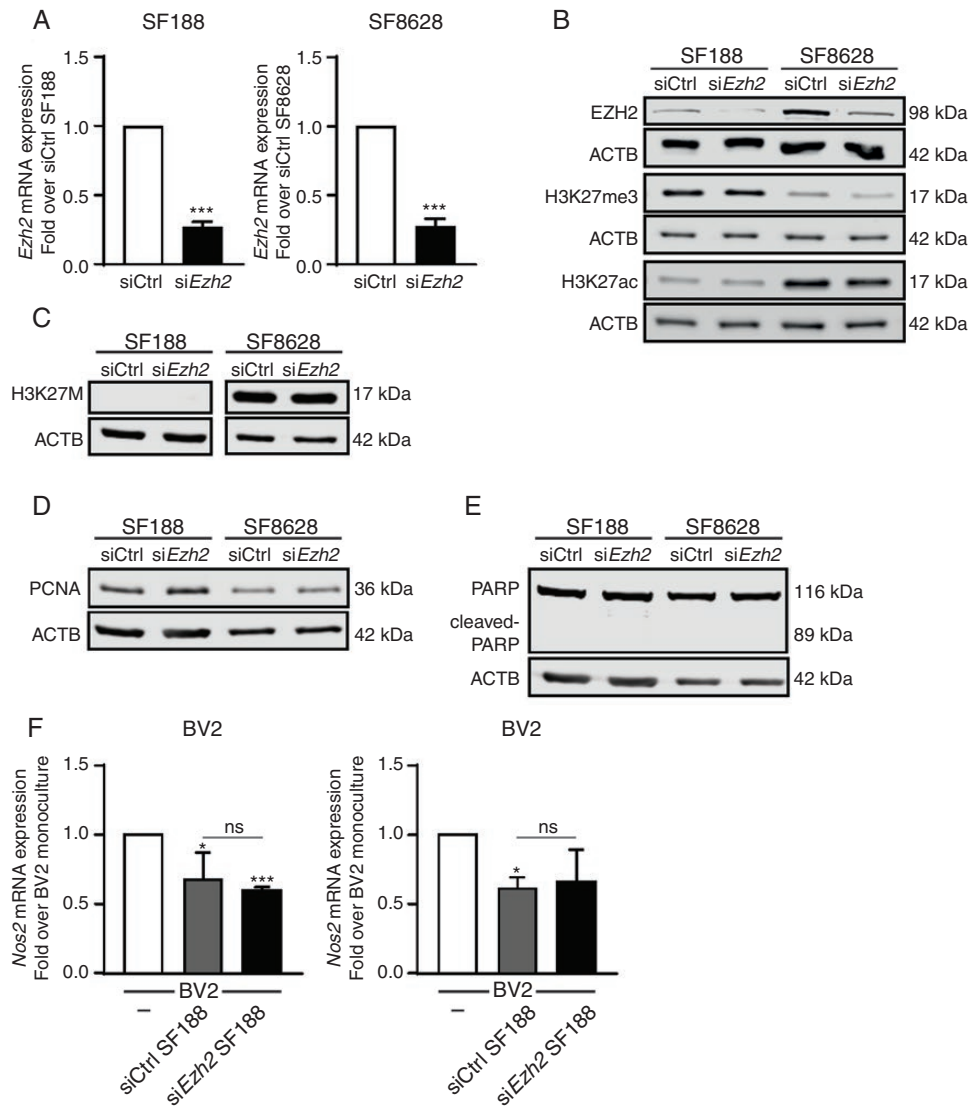 A
SF188
SF8628
Ezh2 mRNA expression
Fold over siCtrl SF188
1.5
1.0
0.5
0.0
***
siCtrl siEzh2
Ezh2 mRNA expression
Fold over siCtrl SF8628
1.5
1.0
0.5
0.0
***
siCtrl siEzh2
B
SF188 SF8628
siCtrl siEzh2 siCtrl siEzh2
EZH2 98 kDa
ACTB 42 kDa
H3K27me3 17 kDa
ACTB 42 kDa
H3K27ac 17 kDa
ACTB 42 kDa
C
SF188 SF8628
siCtrl siEzh2 siCtrl siEzh2
H3K27M 17 kDa
ACTB 42 kDa
D
SF188 SF8628
siCtrl siEzh2 siCtrl siEzh2
PCNA 36 kDa
ACTB 42 kDa
E
SF188 SF8628
siCtrl siEzh2 siCtrl siEzh2
PARP 116 kDa
cleaved-
PARP 89 kDa
ACTB 42 kDa
F
BV2
Nos2 mRNA expression
Fold over BV2 monoculture
1.5
1.0
0.5
0.0
ns
*
***
BV2
–
siCtrl SF188
siEzh2 SF188
BV2
Nos2 mRNA expression
Fold over BV2 monoculture
1.5
1.0
0.5
0.0
ns
*
BV2
–
siCtrl SF188
siEzh2 SF188